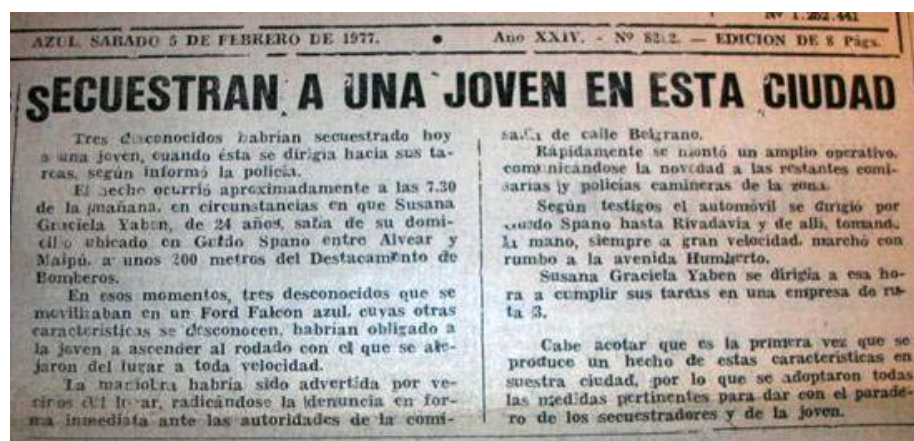 Nº 1.262.441
AZUL, SABADO 5 DE FEBRERO DE 1977. • Año XXIV. - Nº — EDICION DE 8 Págs.
SECUESTRAN A UNA JOVEN EN ESTA CIUDAD
Tres desconocidos habrían secuestrado hoy
a una joven, cuando ésta se dirigía hacia sus ta-
reas, según informó la policía.
El hecho ocurrió aproximadamente a las 7.30
de la mañana, en circunstancias en que Susana
Graciela Yaben, de 24 años, salía de su domi-
cilio ubicado en Guido Spano entre Alvear y
Maipú, a unos 200 metros del Destacamento de
Bomberos.
En esos momentos, tres desconocidos que se
movilizaban en un Ford Falcon azul, cuyas otras
características se desconocen, habrían obligado a
la joven a ascender al rodado con el que se ale-
jaron del lugar a toda velocidad.
La maniobra habría sido advertida por ve-
cinos del lugar, radicándose la denuncia en for-
ma inmediata ante las autoridades de la comi-
saría de calle Belgrano.
Rápidamente se montó un amplio operativo,
comunicándose la novedad a las restantes comi-
sarías y policías camineras de la zona.
Según testigos el automóvil se dirigió por
Guido Spano hasta Rivadavia y de allí, tomando
la mano, siempre a gran velocidad, marchó con
rumbo a la avenida Humberto.
Susana Graciela Yaben se dirigía a esa ho-
ra a cumplir sus tardas en una empresa de ru-
ta 3.
Cabe acotar que es la primera vez que se
produce un hecho de estas características en
nuestra ciudad, por lo que se adoptaron todas
las medidas pertinentes para dar con el parade-
ro de los secuestradores y de la joven.